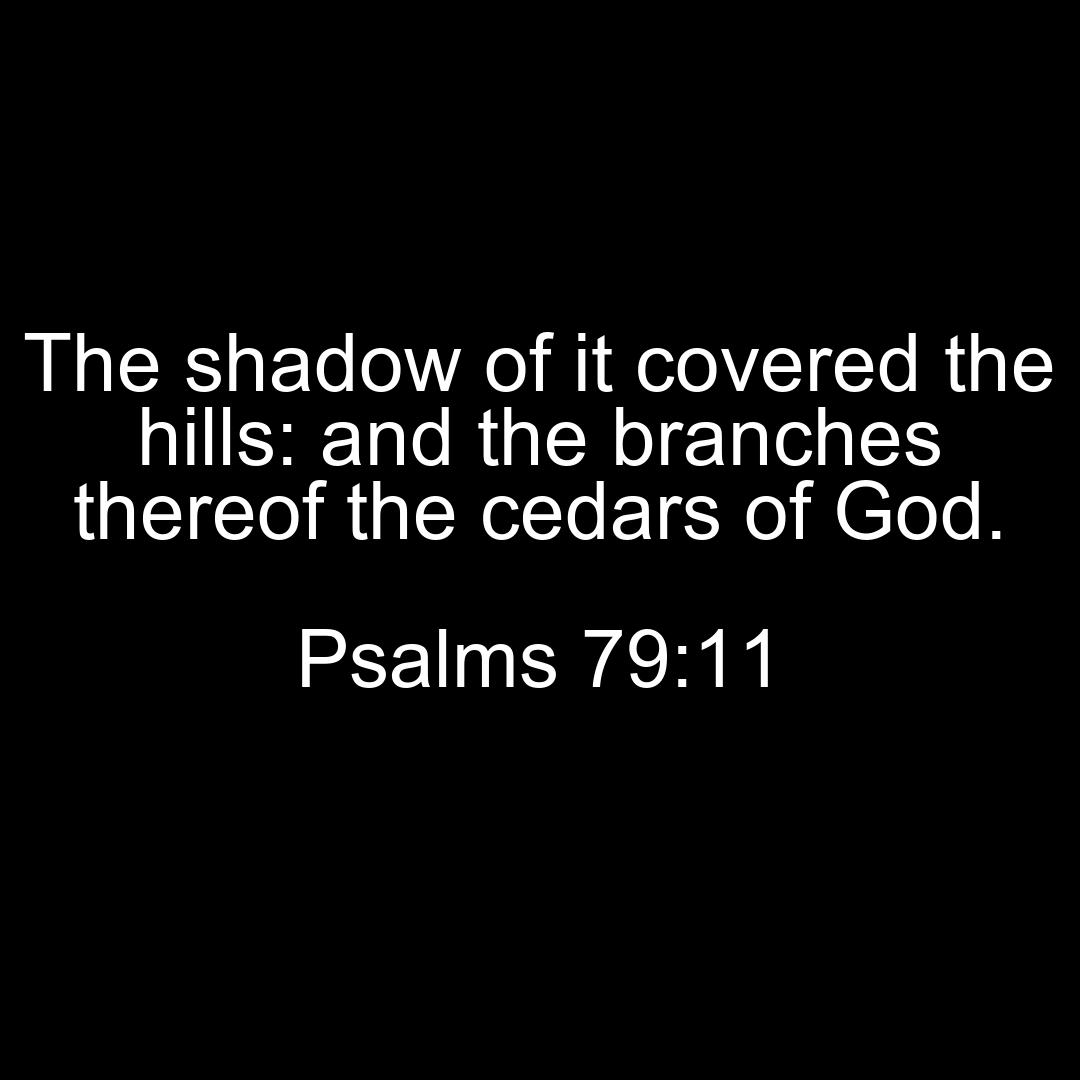 The shadow of it covered the
hills: and the branches
thereof the cedars of God.
Psalms 79:11